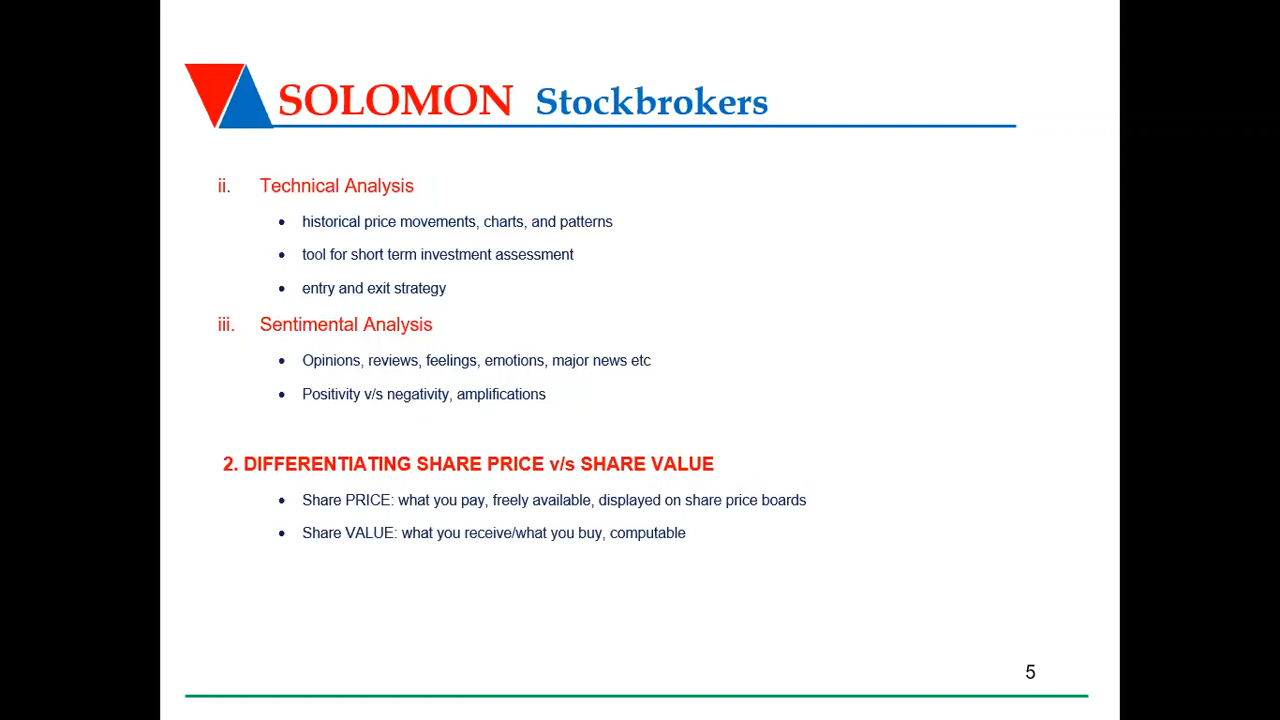 SOLOMON Stockbrokers
ii. Technical Analysis
• historical price movements, charts, and patterns
• tool for short term investment assessment
• entry and exit strategy
iii. Sentimental Analysis
• Opinions, reviews, feelings, emotions, major news etc
• Positivity v/s negativity, amplifications
2. DIFFERENTIATING SHARE PRICE v/s SHARE VALUE
• Share PRICE: what you pay, freely available, displayed on share price boards
• Share VALUE: what you receive/what you buy, computable
5